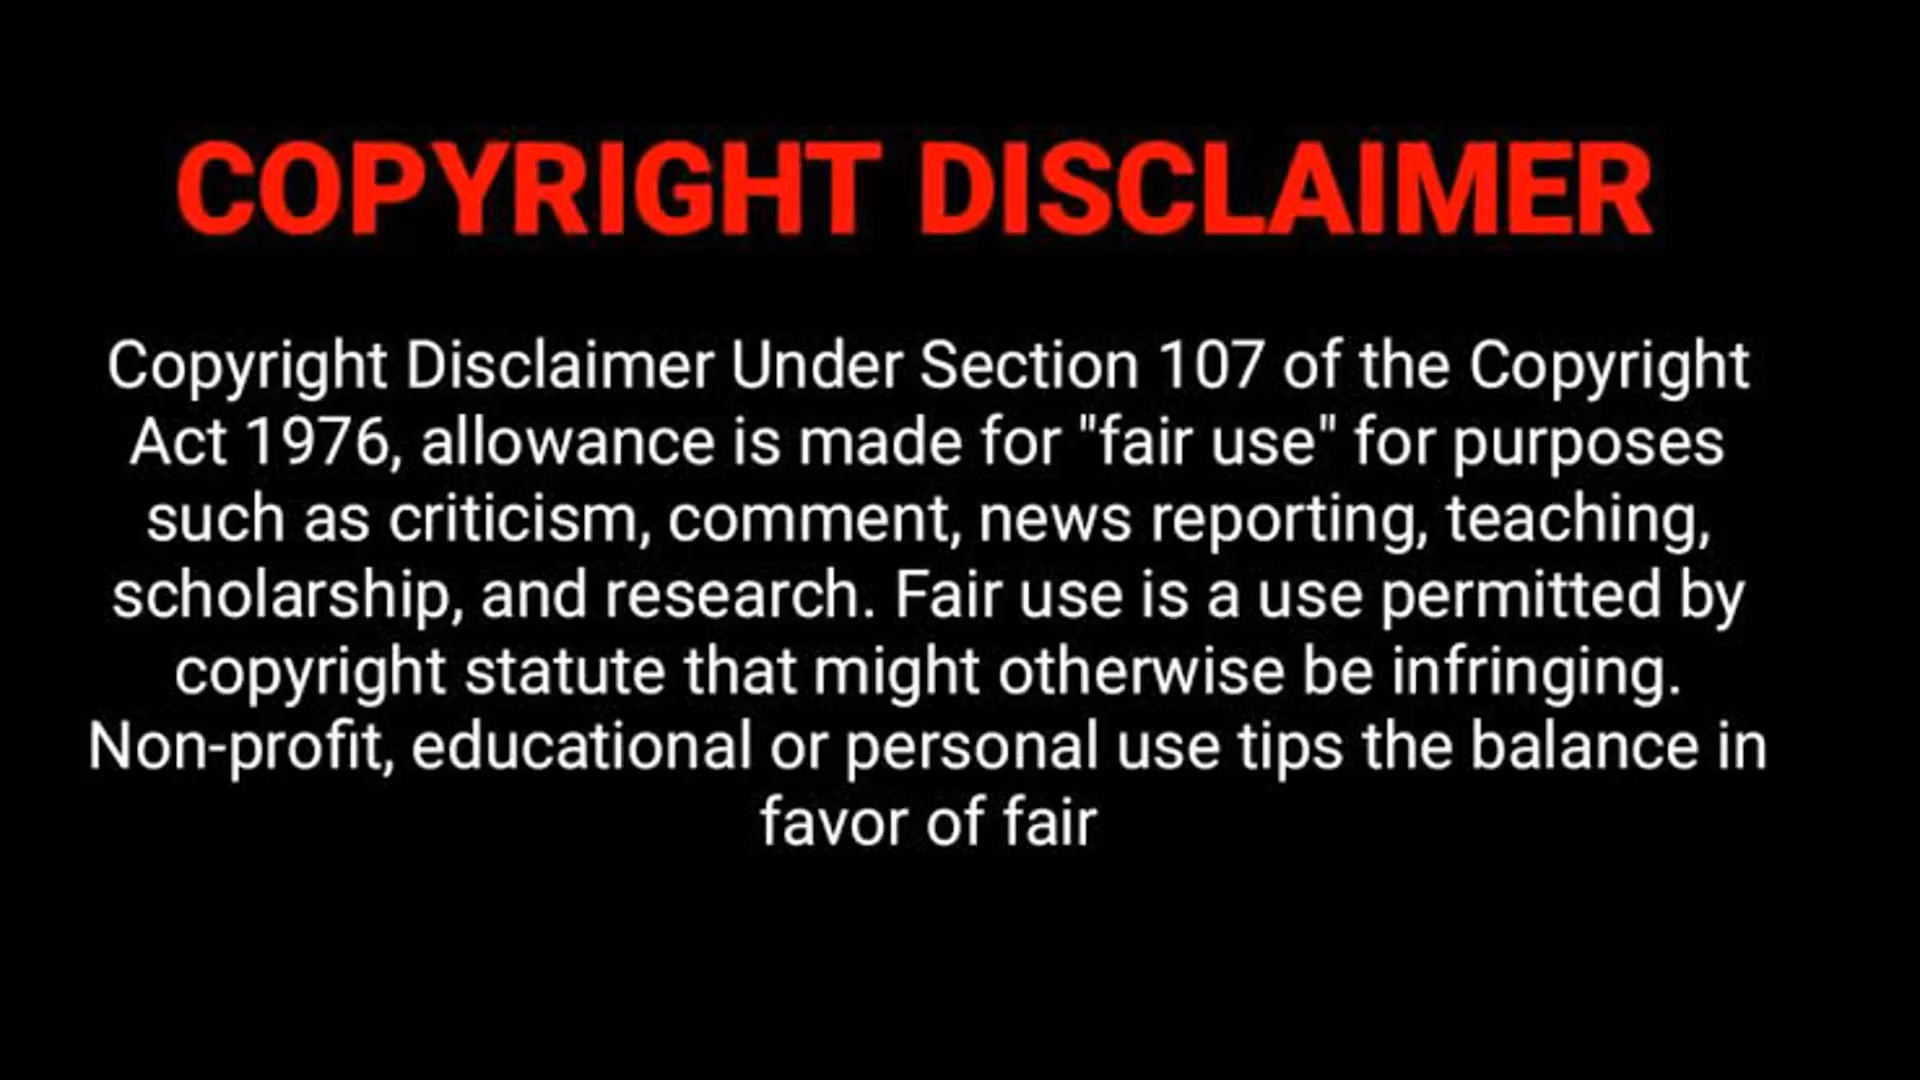 COPYRIGHT DISCLAIMER
Copyright Disclaimer Under Section 107 of the Copyright
Act 1976, allowance is made for "fair use" for purposes
such as criticism, comment, news reporting, teaching,
scholarship, and research. Fair use is a use permitted by
copyright statute that might otherwise be infringing.
Non-profit, educational or personal use tips the balance in
favor of fair